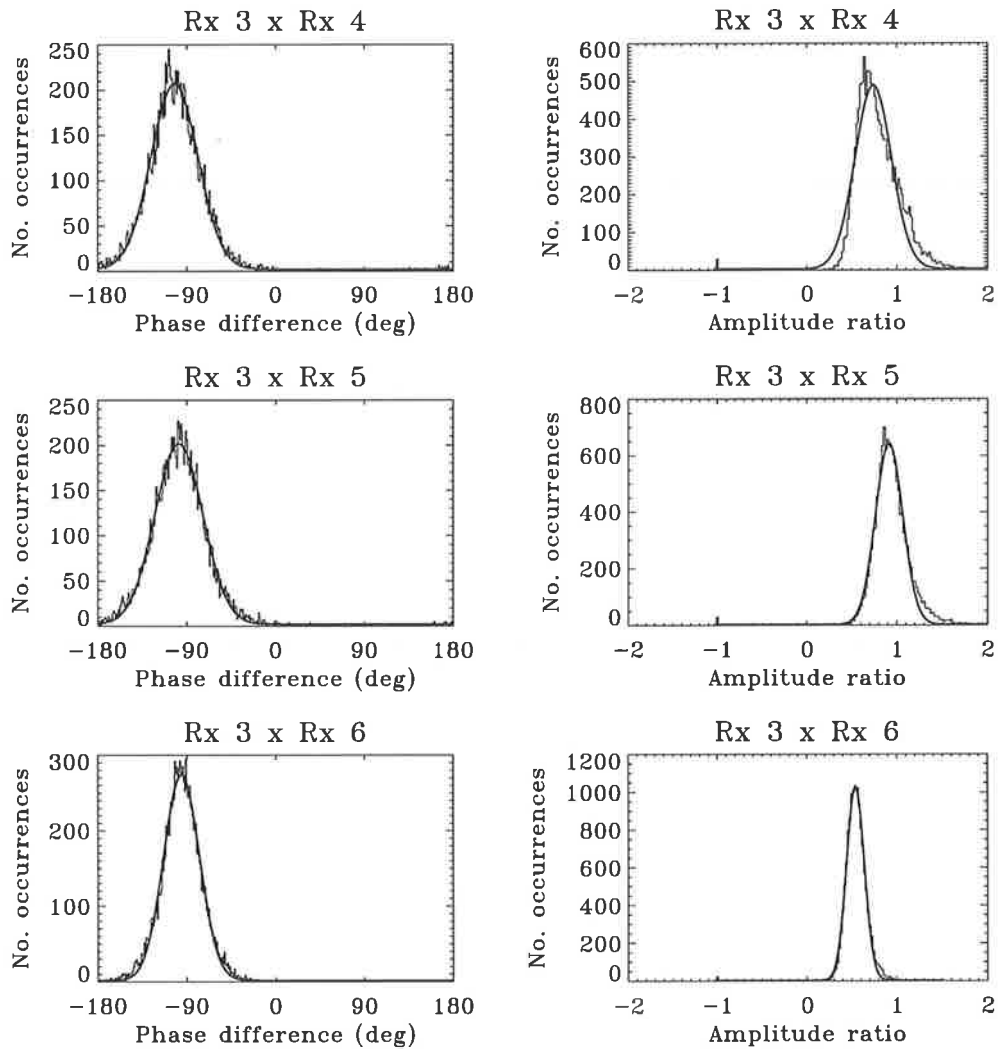 Rx 3 x Rx 4
No. occurrences
250
200
150
100
50
0
-180 -90 0 90 180
Phase difference (deg)
Rx 3 x Rx 4
No. occurrences
600
500
400
300
200
100
0
-2 -1 0 1 2
Amplitude ratio
Rx 3 x Rx 5
No. occurrences
250
200
150
100
50
0
-180 -90 0 90 180
Phase difference (deg)
Rx 3 x Rx 5
No. occurrences
800
600
400
200
0
-2 -1 0 1 2
Amplitude ratio
Rx 3 x Rx 6
No. occurrences
300
200
100
0
-180 -90 0 90 180
Phase difference (deg)
Rx 3 x Rx 6
No. occurrences
1200
1000
800
600
400
200
0
-2 -1 0 1 2
Amplitude ratio